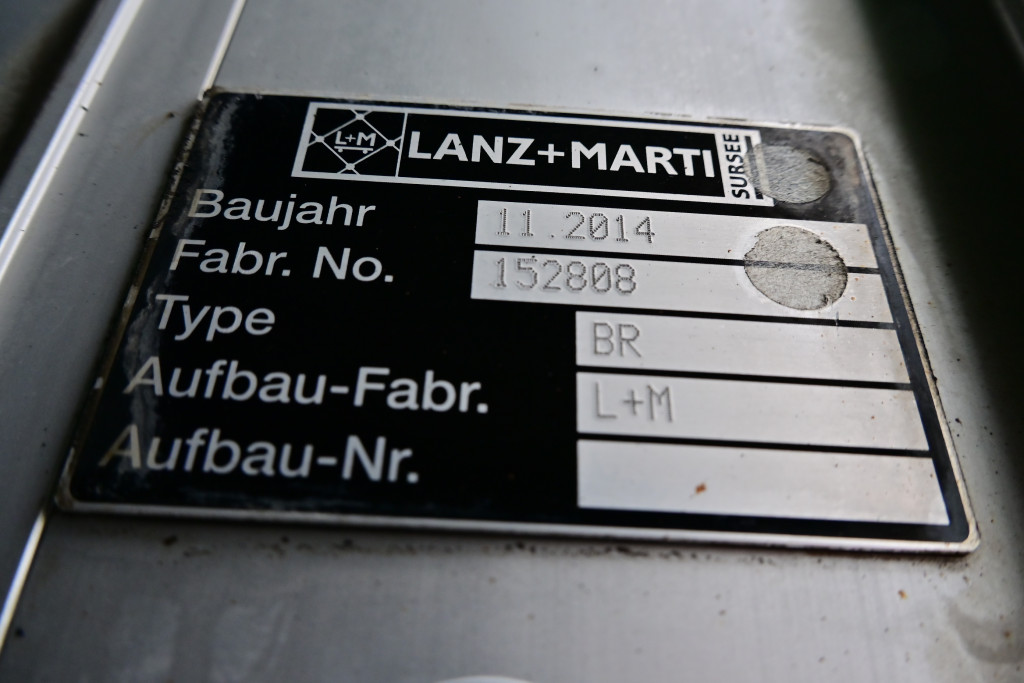 L+M LANZ+MARTI SURSEE
Baujahr 11.2014
Fabr. No. 152808
Type BR
Aufbau-Fabr. L+M
Aufbau-Nr.